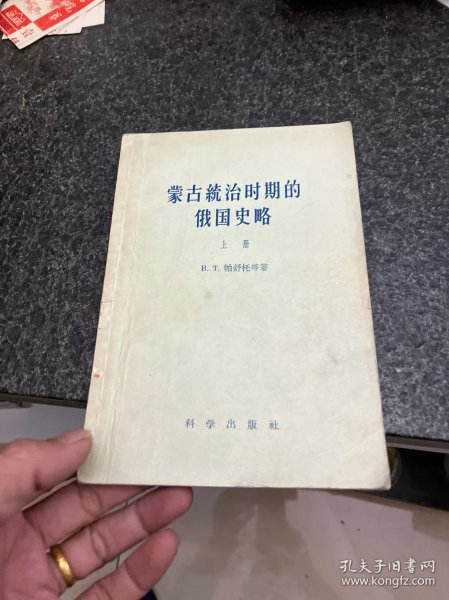 蒙古統治时期的
俄国史略
上 册
В. Т. 帕舒托等著
科学出版社
孔夫子旧书网
www.kongfz.com